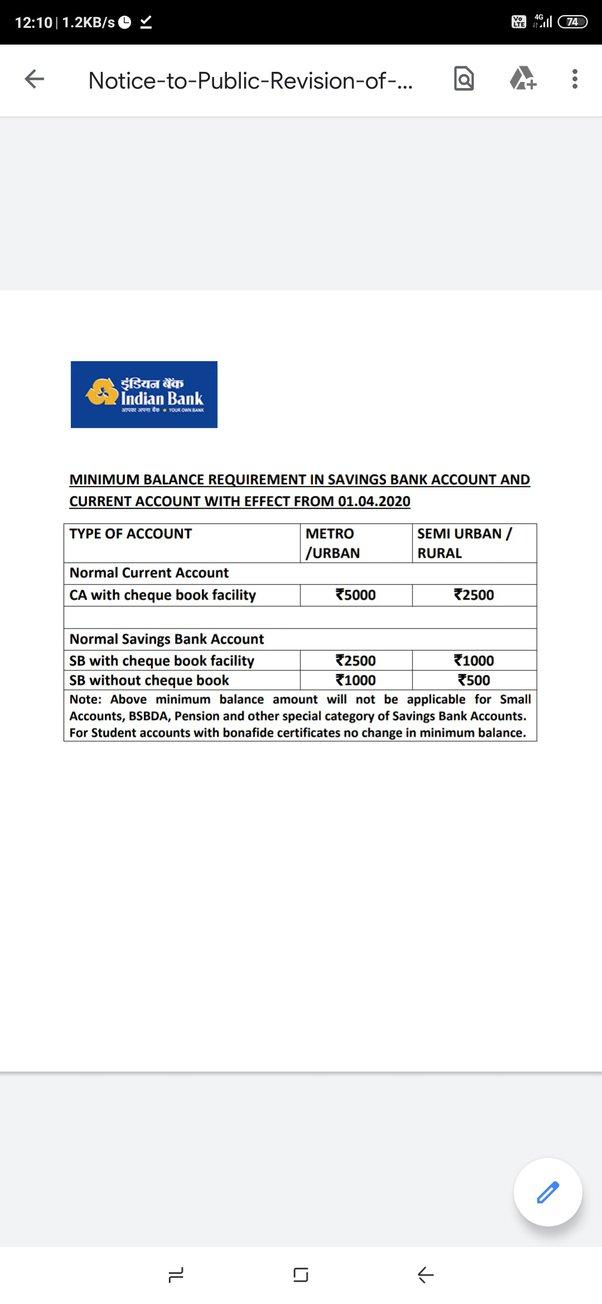 12:10 | 1.2KB/s
Vo LTE 4G 74
Notice-to-Public-Revision-of-...
इंडियन बैंक
Indian Bank
आपका अपना बैंक YOUR OWN BANK
MINIMUM BALANCE REQUIREMENT IN SAVINGS BANK ACCOUNT AND
CURRENT ACCOUNT WITH EFFECT FROM 01.04.2020
TYPE OF ACCOUNT METRO /URBAN SEMI URBAN / RURAL
Normal Current Account
CA with cheque book facility ₹5000 ₹2500
Normal Savings Bank Account
SB with cheque book facility ₹2500 ₹1000
SB without cheque book ₹1000 ₹500
Note: Above minimum balance amount will not be applicable for Small
Accounts, BSBDA, Pension and other special category of Savings Bank Accounts.
For Student accounts with bonafide certificates no change in minimum balance.